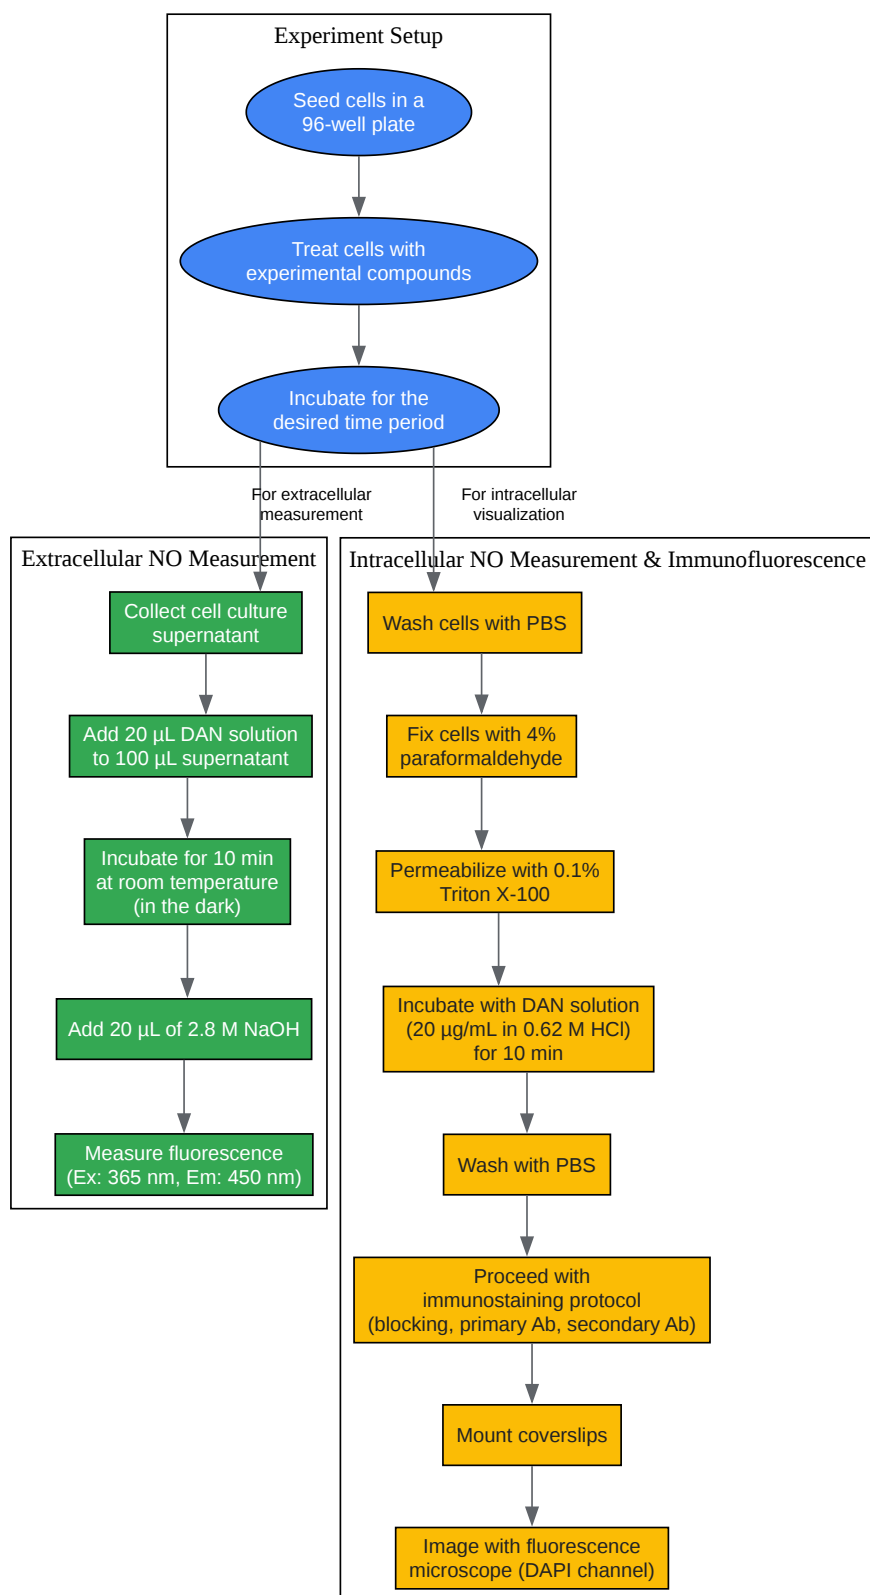 Experiment Setup
Seed cells in a
96-well plate
Treat cells with
experimental compounds
Incubate for the
desired time period
For extracellular
measurement
For intracellular
visualization
Extracellular NO Measurement
Collect cell culture
supernatant
Add 20 µL DAN solution
to 100 µL supernatant
Incubate for 10 min
at room temperature
(in the dark)
Add 20 µL of 2.8 M NaOH
Measure fluorescence
(Ex: 365 nm, Em: 450 nm)
Intracellular NO Measurement & Immunofluorescence
Wash cells with PBS
Fix cells with 4%
paraformaldehyde
Permeabilize with 0.1%
Triton X-100
Incubate with DAN solution
(20 µg/mL in 0.62 M HCl)
for 10 min
Wash with PBS
Proceed with
immunostaining protocol
(blocking, primary Ab, secondary Ab)
Mount coverslips
Image with fluorescence
microscope (DAPI channel)